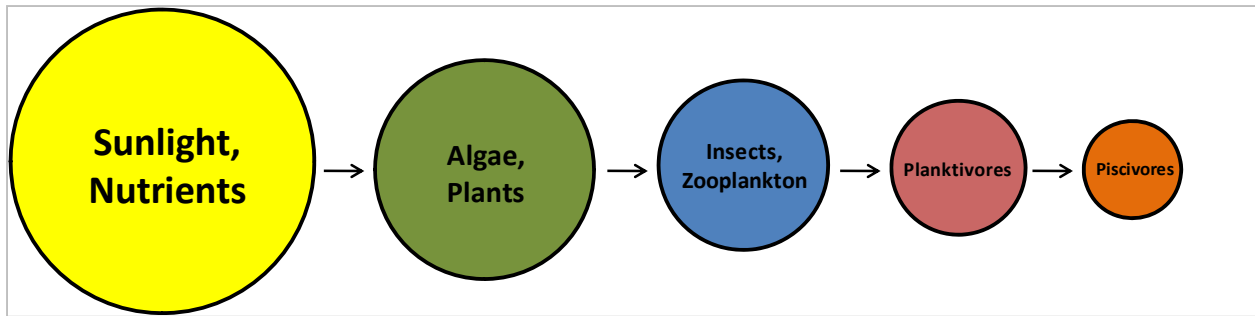 Sunlight,
Nutrients
Algae,
Plants
Insects,
Zooplankton
Planktivores
Piscivores